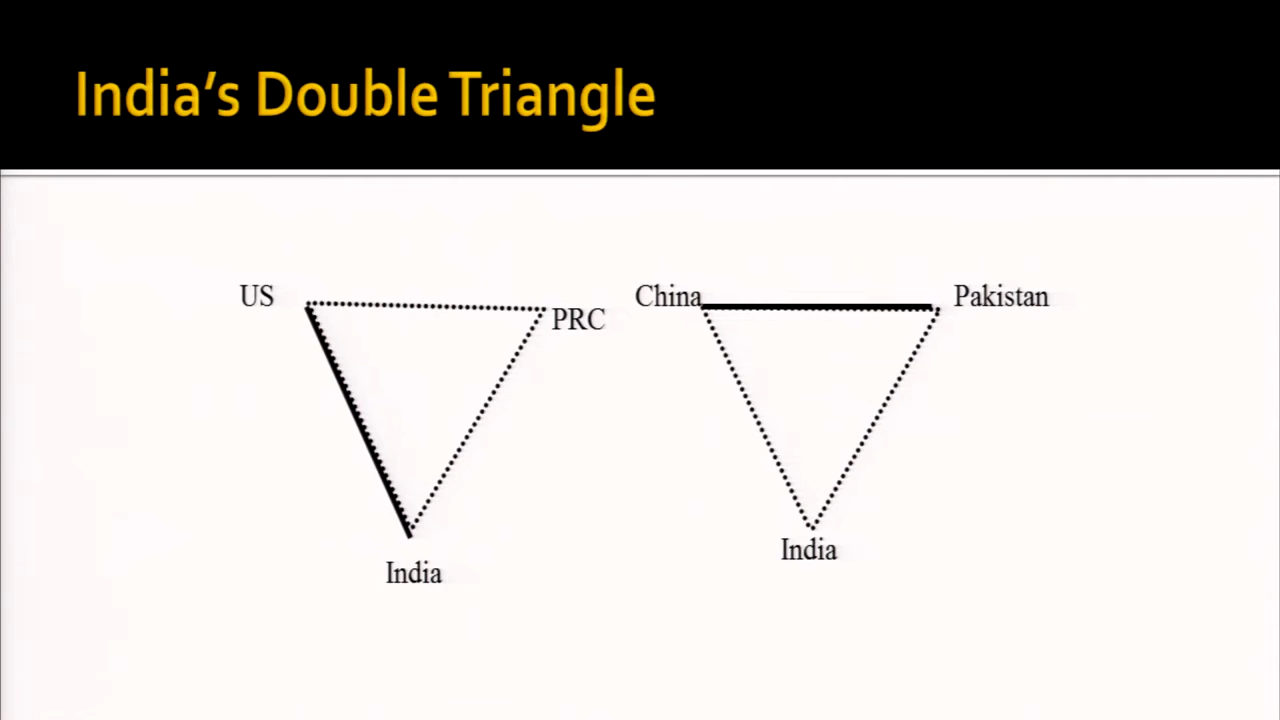 India's Double Triangle
US
PRC
India
China
Pakistan
India